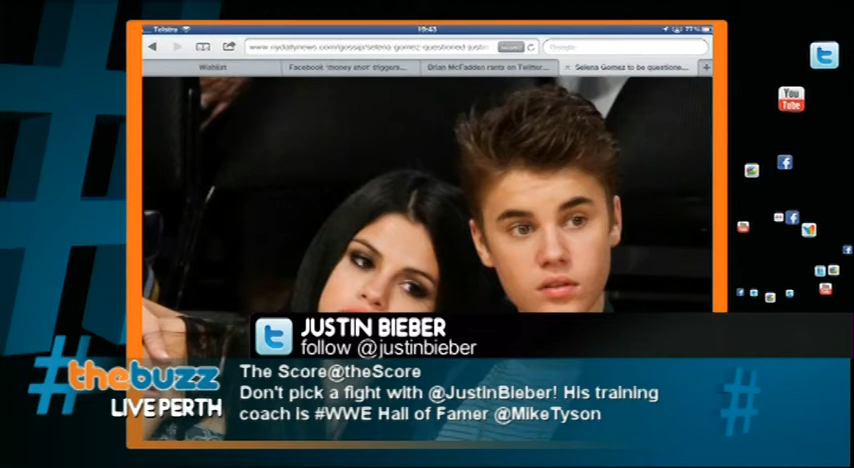 Telstra
19:43
77%
www.nydailynews.com/gossip/selena-gomez-questioned-justin
Google
Wishlist
Facebook 'money shot' triggers...
Brian McFadden rants on Twitter...
Selena Gomez to be questione...
You
Tube
JUSTIN BIEBER
follow @justinbieber
#thebuzz
LIVE PERTH
The Score@theScore
Don't pick a fight with @JustinBieber! His training
coach is #WWE Hall of Famer @MikeTyson
#